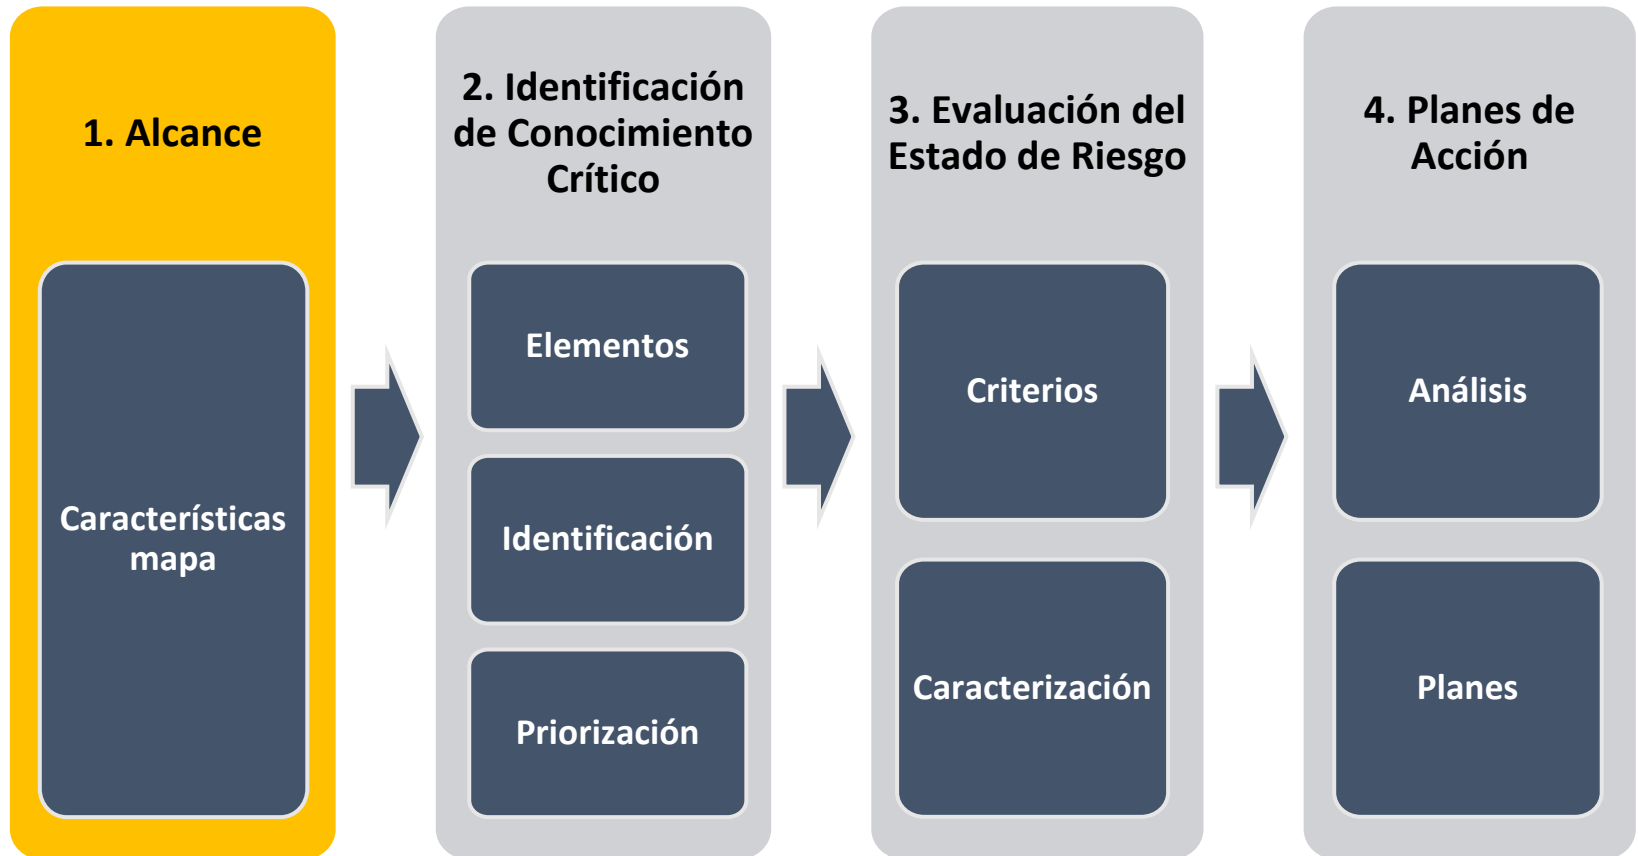 1. Alcance
Características
mapa
2. Identificación
de Conocimiento
Crítico
Elementos
Identificación
Priorización
3. Evaluación del
Estado de Riesgo
Criterios
Caracterización
4. Planes de
Acción
Análisis
Planes